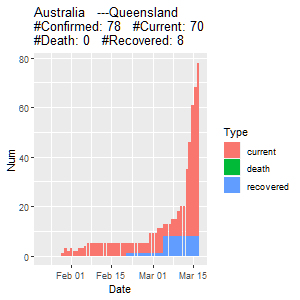 Australia ---Queensland
#Confirmed: 78 #Current: 70
#Death: 0 #Recovered: 8
80
60
40
20
0
Num
Feb 01 Feb 15 Mar 01 Mar 15
Date
Type
current
death
recovered